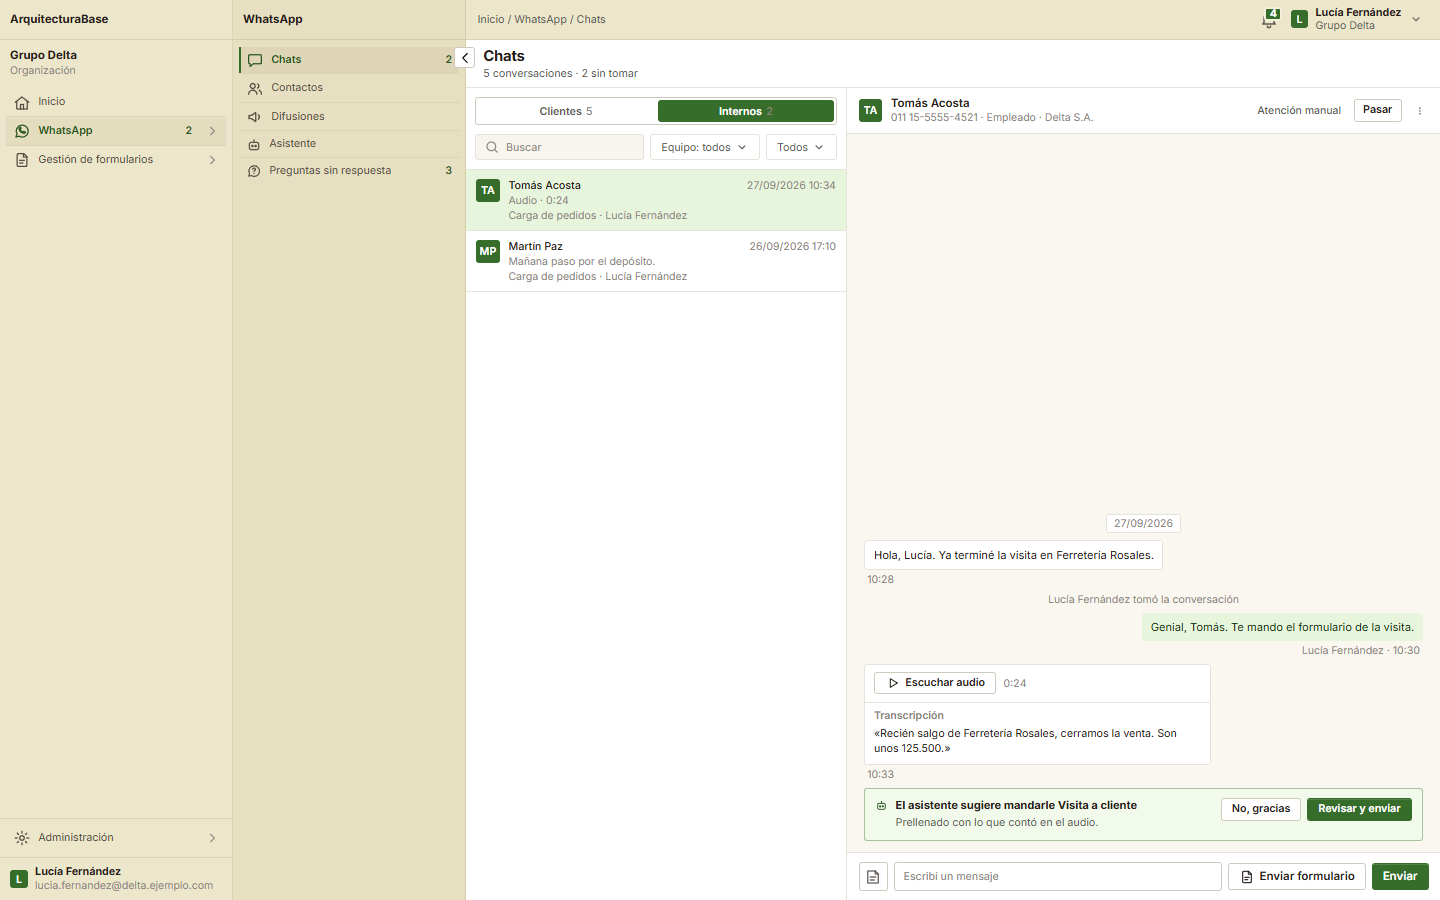 ArquitecturaBase
Grupo Delta
Organización
Inicio
WhatsApp 2
Gestión de formularios
Administración
L
Lucía Fernández
lucia.fernandez@delta.ejemplo.com
WhatsApp
Chats 2
Contactos
Difusiones
Asistente
Preguntas sin respuesta 3
Inicio / WhatsApp / Chats
4
L
Lucía Fernández
Grupo Delta
Chats
5 conversaciones · 2 sin tomar
Clientes 5
Internos 2
Buscar
Equipo: todos
Todos
TA
Tomás Acosta 27/09/2026 10:34
Audio · 0:24
Carga de pedidos · Lucía Fernández
MP
Martín Paz 26/09/2026 17:10
Mañana paso por el depósito.
Carga de pedidos · Lucía Fernández
TA
Tomás Acosta
011 15-5555-4521 · Empleado · Delta S.A.
Atención manual
Pasar
27/09/2026
Hola, Lucía. Ya terminé la visita en Ferretería Rosales.
10:28
Lucía Fernández tomó la conversación
Genial, Tomás. Te mando el formulario de la visita.
Lucía Fernández · 10:30
Escuchar audio 0:24
Transcripción
«Recién salgo de Ferretería Rosales, cerramos la venta. Son
unos 125.500.»
10:33
El asistente sugiere mandarle Visita a cliente
Prellenado con lo que contó en el audio.
No, gracias
Revisar y enviar
Escribí un mensaje
Enviar formulario
Enviar